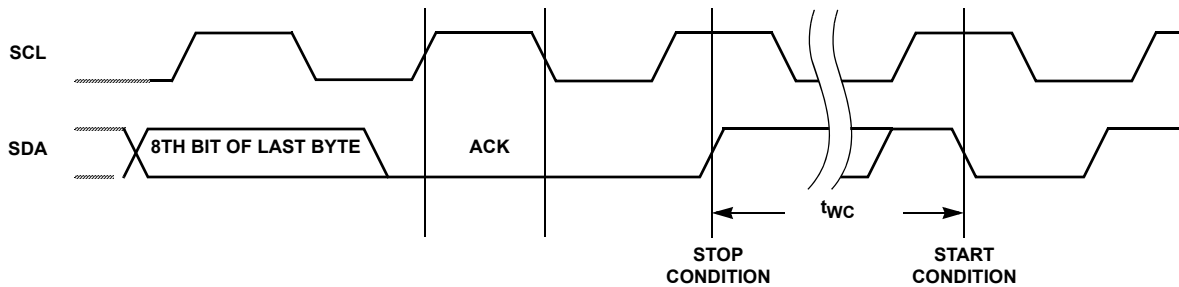 SCL
SDA
8TH BIT OF LAST BYTE
ACK
tWC
STOP
CONDITION
START
CONDITION